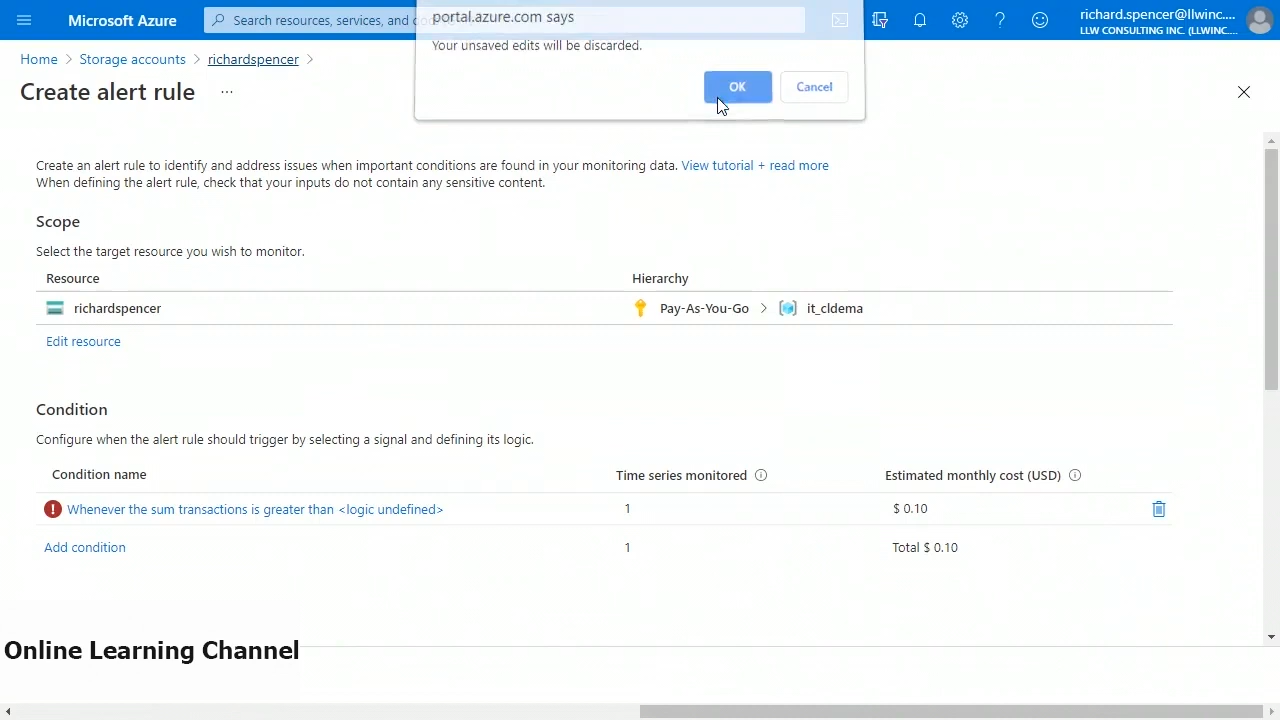 Microsoft Azure
Search resources, services, and
portal.azure.com says
Your unsaved edits will be discarded.
OK
Cancel
richard.spencer@llwinc....
LLW CONSULTING INC. (LLWINC....
Home > Storage accounts > richardspencer >
Create alert rule ...
Create an alert rule to identify and address issues when important conditions are found in your monitoring data. View tutorial + read more
When defining the alert rule, check that your inputs do not contain any sensitive content.
Scope
Select the target resource you wish to monitor.
Resource
Hierarchy
richardspencer
Pay-As-You-Go > it_cldema
Edit resource
Condition
Configure when the alert rule should trigger by selecting a signal and defining its logic.
Condition name
Time series monitored
Estimated monthly cost (USD)
Whenever the sum transactions is greater than <logic undefined>
1
$ 0.10
Add condition
1
Total $ 0.10
Online Learning Channel